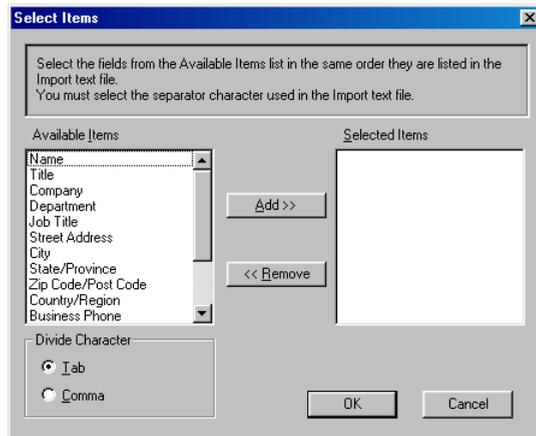 Select Items
Select the fields from the Available Items list in the same order they are listed in the
Import text file.
You must select the separator character used in the Import text file.
Available Items
Selected Items
Name
Title
Company
Department
Job Title
Street Address
City
State/Province
Zip Code/Post Code
Country/Region
Business Phone
Add >>
<< Remove
Divide Character
Tab
Comma
OK
Cancel